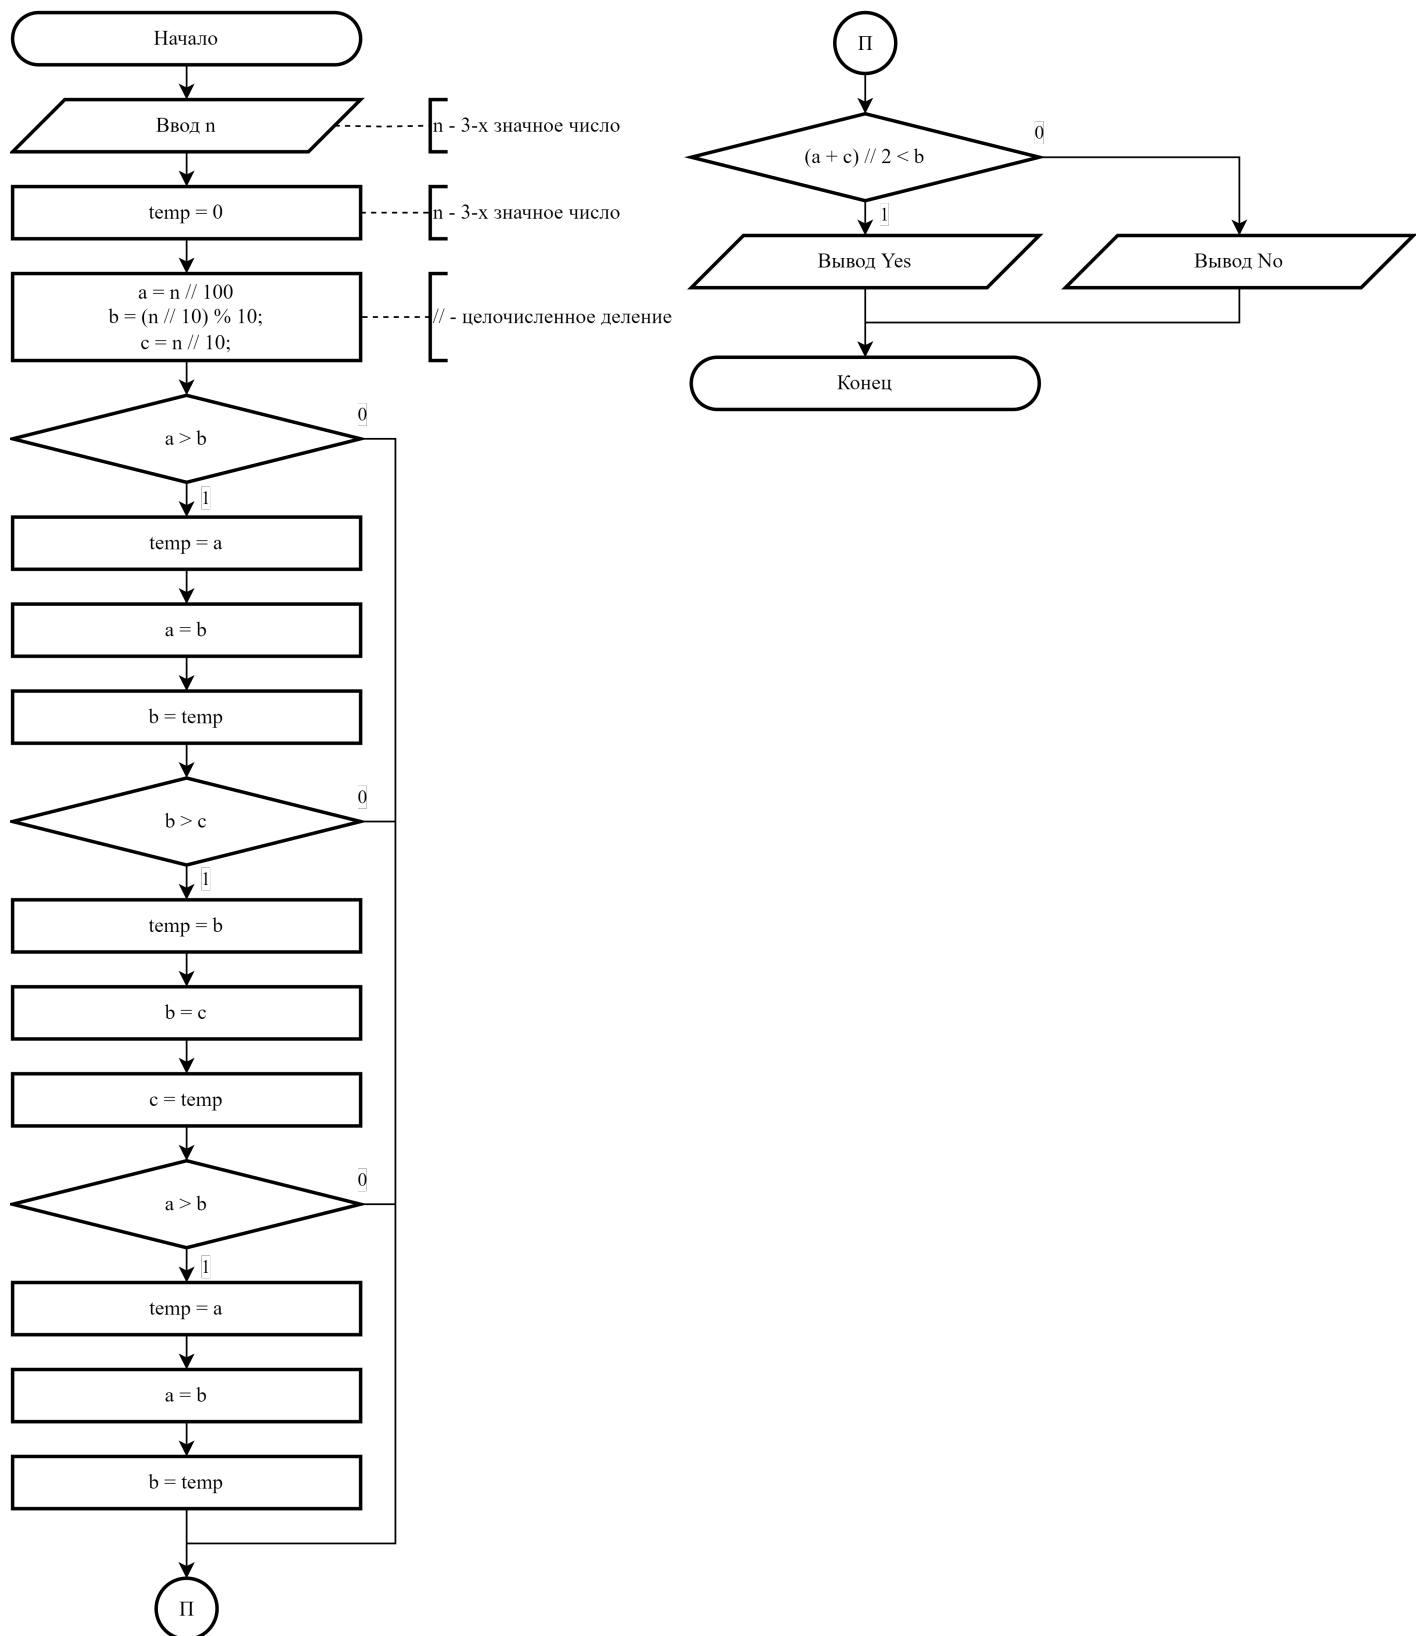 Начало
Ввод n
n - 3-х значное число
temp = 0
n - 3-х значное число
a = n // 100
b = (n // 10) % 10;
c = n // 10;
// - целочисленное деление
a > b
0
1
temp = a
a = b
b = temp
b > c
0
1
temp = b
b = c
c = temp
a > b
0
1
temp = a
a = b
b = temp
П
П
(a + c) // 2 < b
0
1
Вывод Yes
Вывод No
Конец